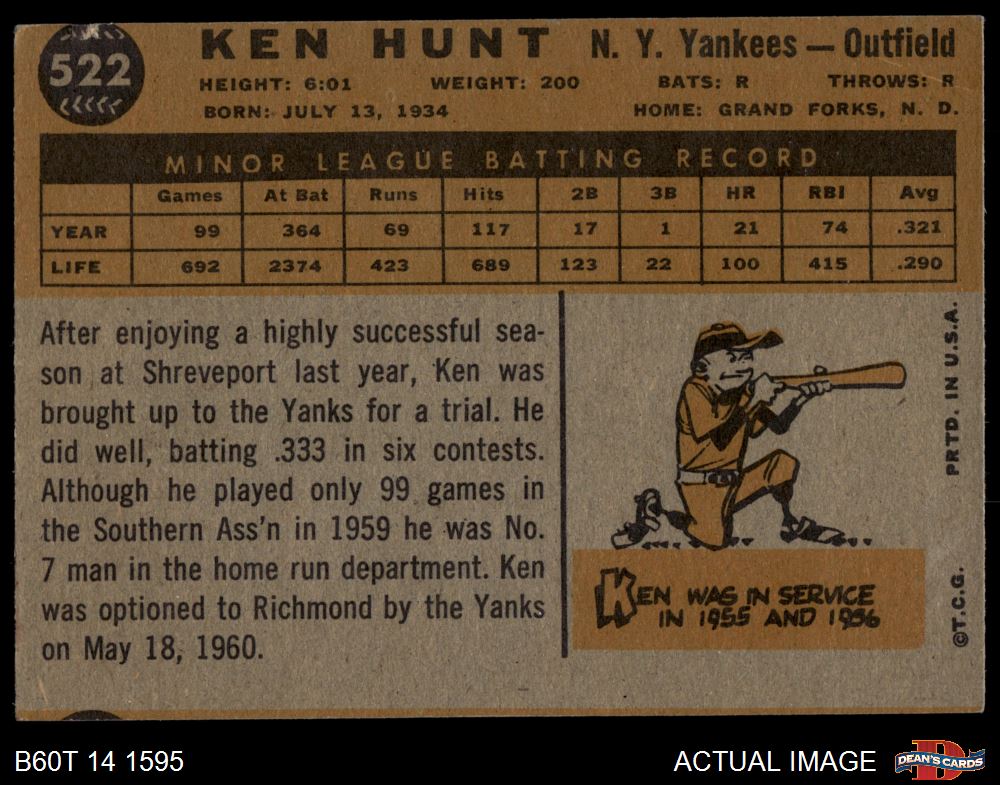 522
KEN HUNT N. Y. Yankees — Outfield
HEIGHT: 6:01 WEIGHT: 200 BATS: R THROWS: R
BORN: JULY 13, 1934 HOME: GRAND FORKS, N. D.
MINOR LEAGUE BATTING RECORD
Games At Bat Runs Hits 2B 3B HR RBI Avg
YEAR 99 364 69 117 17 1 21 74 .321
LIFE 692 2374 423 689 123 22 100 415 .290
After enjoying a highly successful sea-
son at Shreveport last year, Ken was
brought up to the Yanks for a trial. He
did well, batting .333 in six contests.
Although he played only 99 games in
the Southern Ass'n in 1959 he was No.
7 man in the home run department. Ken
was optioned to Richmond by the Yanks
on May 18, 1960.
KEN WAS IN SERVICE
IN 1955 AND 1956
PRTD. IN U.S.A.
©T.C.G.
B60T 14 1595
ACTUAL IMAGE
D
DEAN'S CARDS